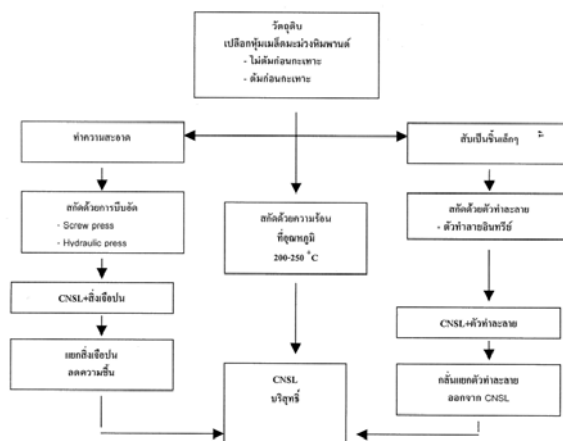 วัตถุดิบ
เปลือกหุ้มเมล็ดมะม่วงหิมพานต์
- ไม่ต้มก่อนกะเทาะ
- ต้มก่อนกะเทาะ
ทำความสะอาด
สับเป็นชิ้นเล็กๆ
สกัดด้วยการบีบอัด
- Screw press
- Hydraulic press
สกัดด้วยความร้อน
ที่อุณหภูมิ
200-250 °C
สกัดด้วยตัวทำละลาย
- ตัวทำลายอินทรีย์
CNSL+สิ่งเจือปน
CNSL+ตัวทำละลาย
แยกสิ่งเจือปน
ลดความชื้น
CNSL
บริสุทธิ์
กลั่นแยกตัวทำละลาย
ออกจาก CNSL